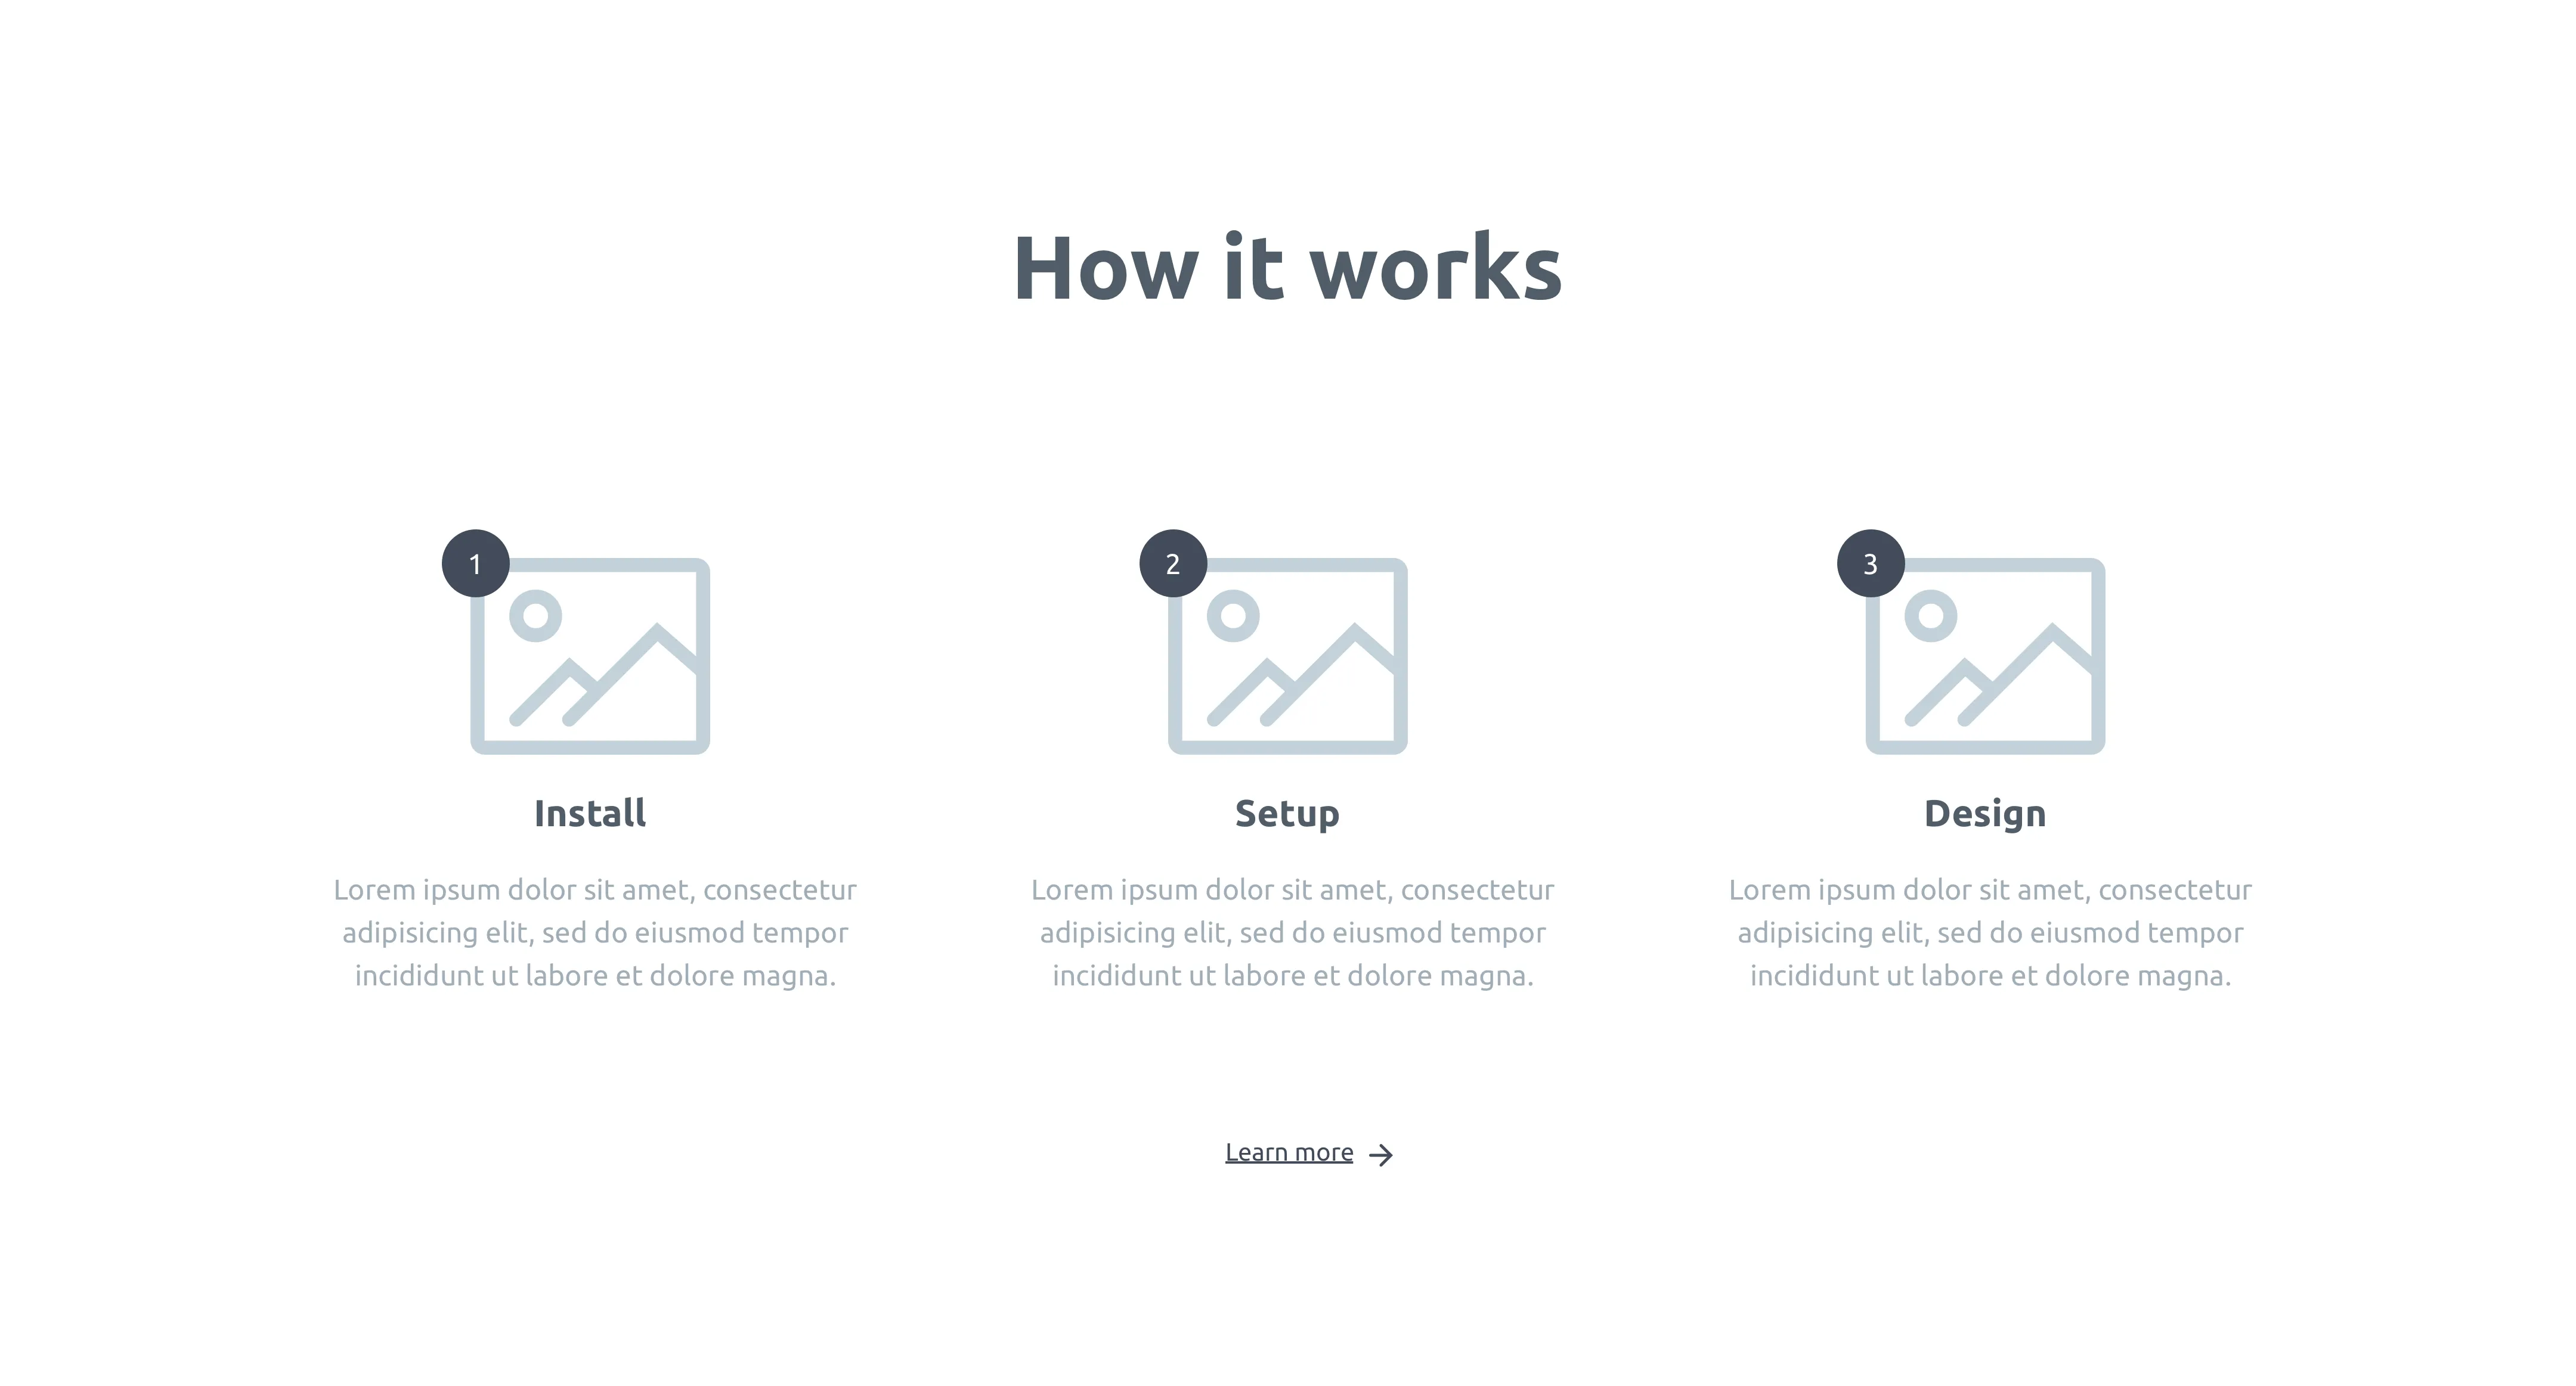 How it works
1
Install
Lorem ipsum dolor sit amet, consectetur
adipisicing elit, sed do eiusmod tempor
incididunt ut labore et dolore magna.
2
Setup
Lorem ipsum dolor sit amet, consectetur
adipisicing elit, sed do eiusmod tempor
incididunt ut labore et dolore magna.
3
Design
Lorem ipsum dolor sit amet, consectetur
adipisicing elit, sed do eiusmod tempor
incididunt ut labore et dolore magna.
Learn more